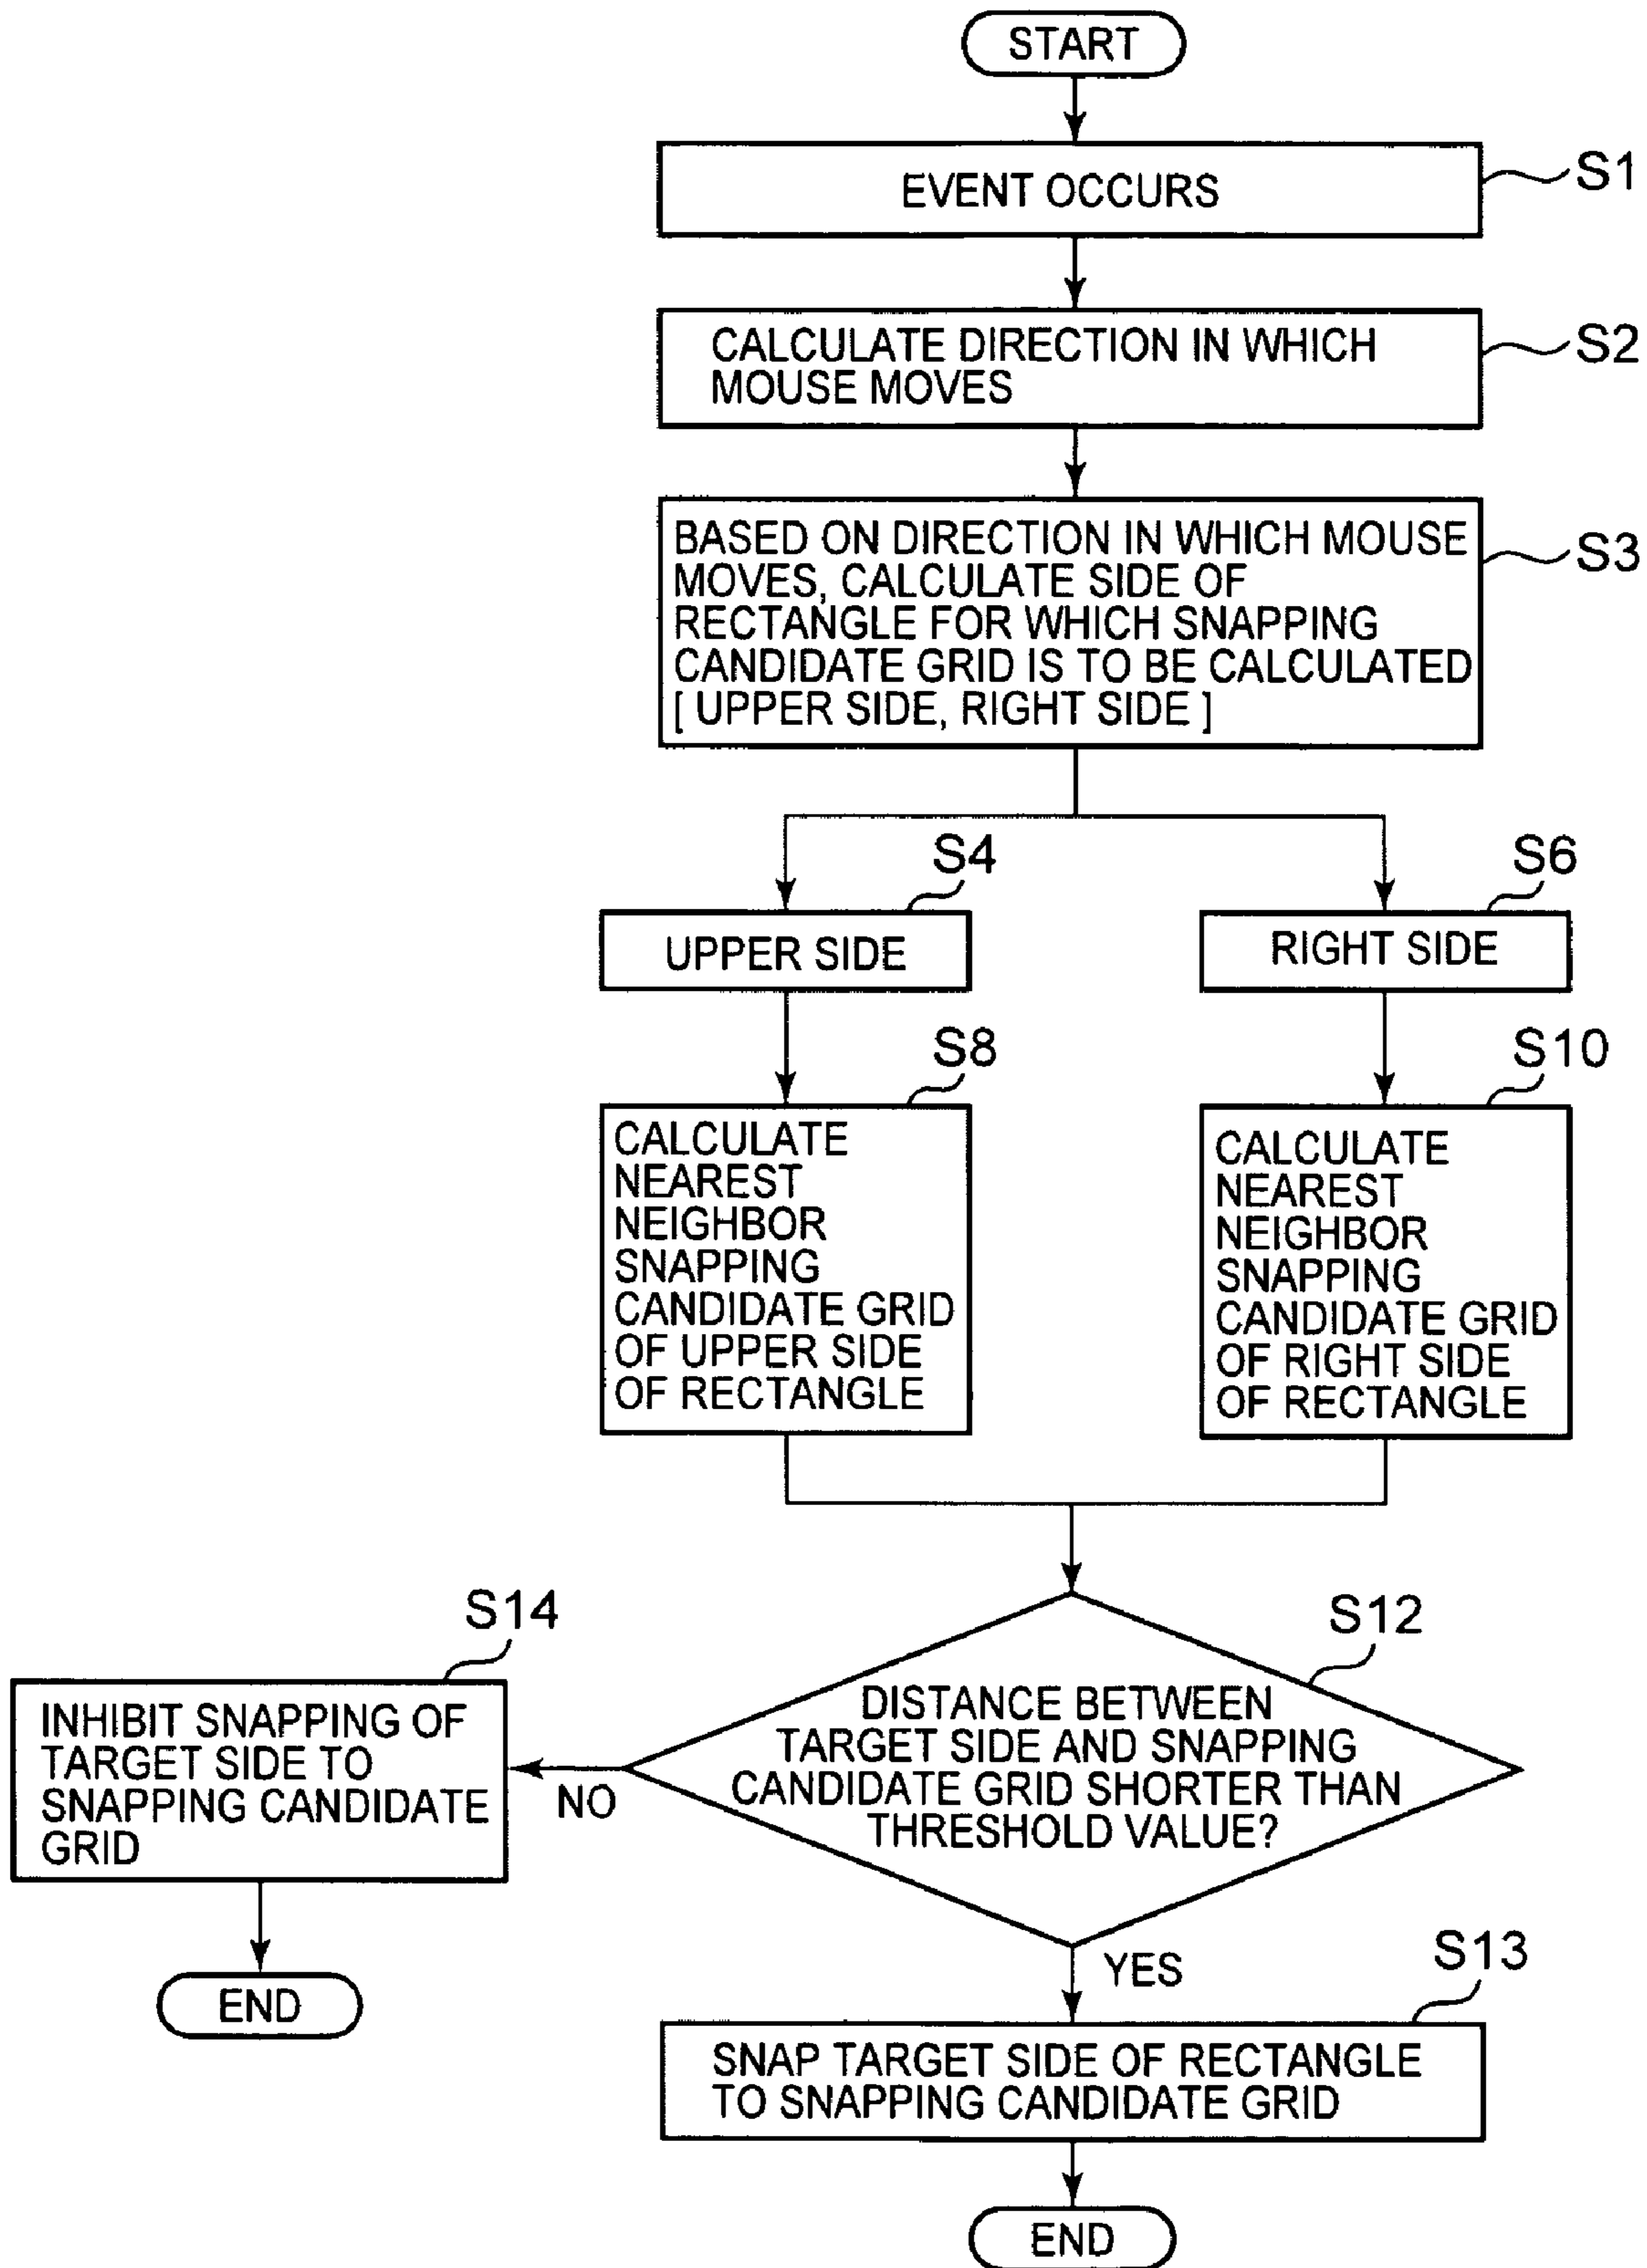 START
EVENT OCCURS
S1
CALCULATE DIRECTION IN WHICH
MOUSE MOVES
S2
BASED ON DIRECTION IN WHICH MOUSE
MOVES, CALCULATE SIDE OF
RECTANGLE FOR WHICH SNAPPING
CANDIDATE GRID IS TO BE CALCULATED
[ UPPER SIDE, RIGHT SIDE ]
S3
S4
UPPER SIDE
S6
RIGHT SIDE
S8
CALCULATE
NEAREST
NEIGHBOR
SNAPPING
CANDIDATE GRID
OF UPPER SIDE
OF RECTANGLE
S10
CALCULATE
NEAREST
NEIGHBOR
SNAPPING
CANDIDATE GRID
OF RIGHT SIDE
OF RECTANGLE
S12
DISTANCE BETWEEN
TARGET SIDE AND SNAPPING
CANDIDATE GRID SHORTER THAN
THRESHOLD VALUE?
NO
S14
INHIBIT SNAPPING OF
TARGET SIDE TO
SNAPPING CANDIDATE
GRID
END
YES
S13
SNAP TARGET SIDE OF RECTANGLE
TO SNAPPING CANDIDATE GRID
END